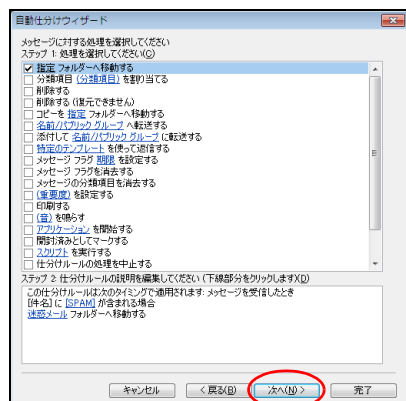 自動仕分けウィザード
メッセージに対する処理を選択してください
ステップ 1: 処理を選択してください(C)
指定 フォルダーへ移動する
分類項目 (分類項目) を割り当てる
削除する
削除する (復元できません)
コピーを 指定 フォルダーへ移動する
名前/パブリック グループ へ転送する
添付して 名前/パブリック グループ に転送する
特定のテンプレート を使って返信する
メッセージ フラグ 期限 を設定する
メッセージ フラグを消去する
メッセージの分類項目を消去する
(重要度) を設定する
印刷する
(音) を鳴らす
アプリケーション を開始する
開封済みとしてマークする
スクリプト を実行する
仕分けルールの処理を中止する
ステップ 2: 仕分けルールの説明を編集してください (下線部分をクリックします)(D)
この仕分けルールは次のタイミングで適用されます: メッセージを受信したとき
[件名] に [SPAM] が含まれる場合
迷惑メール フォルダーへ移動する
キャンセル < 戻る(B) 次へ(N) > 完了